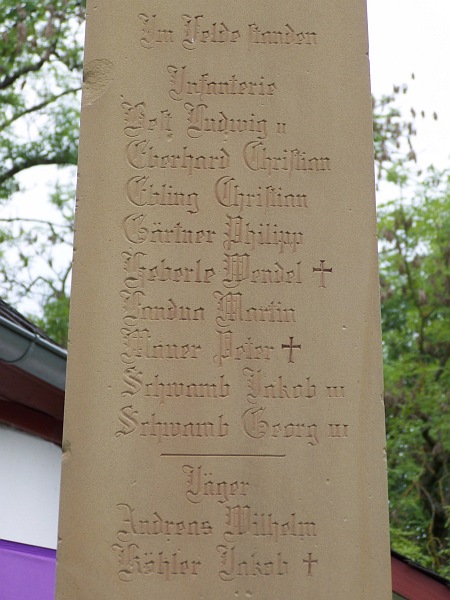 Im Felde standen
Infanterie
Best Ludwig II
Eberhard Christian
Ebling Christian
Gärtner Philipp
Heberle Wendel †
Landua Martin
Mauer Peter †
Schwamb Jakob III
Schwamb Georg III
Jäger
Andreas Wilhelm
Köhler Jakob †